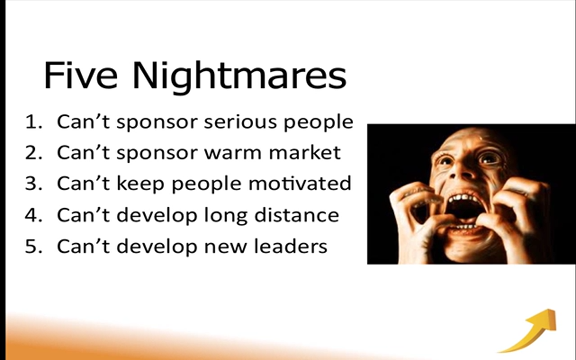 Five Nightmares
1. Can’t sponsor serious people
2. Can’t sponsor warm market
3. Can’t keep people motivated
4. Can’t develop long distance
5. Can’t develop new leaders